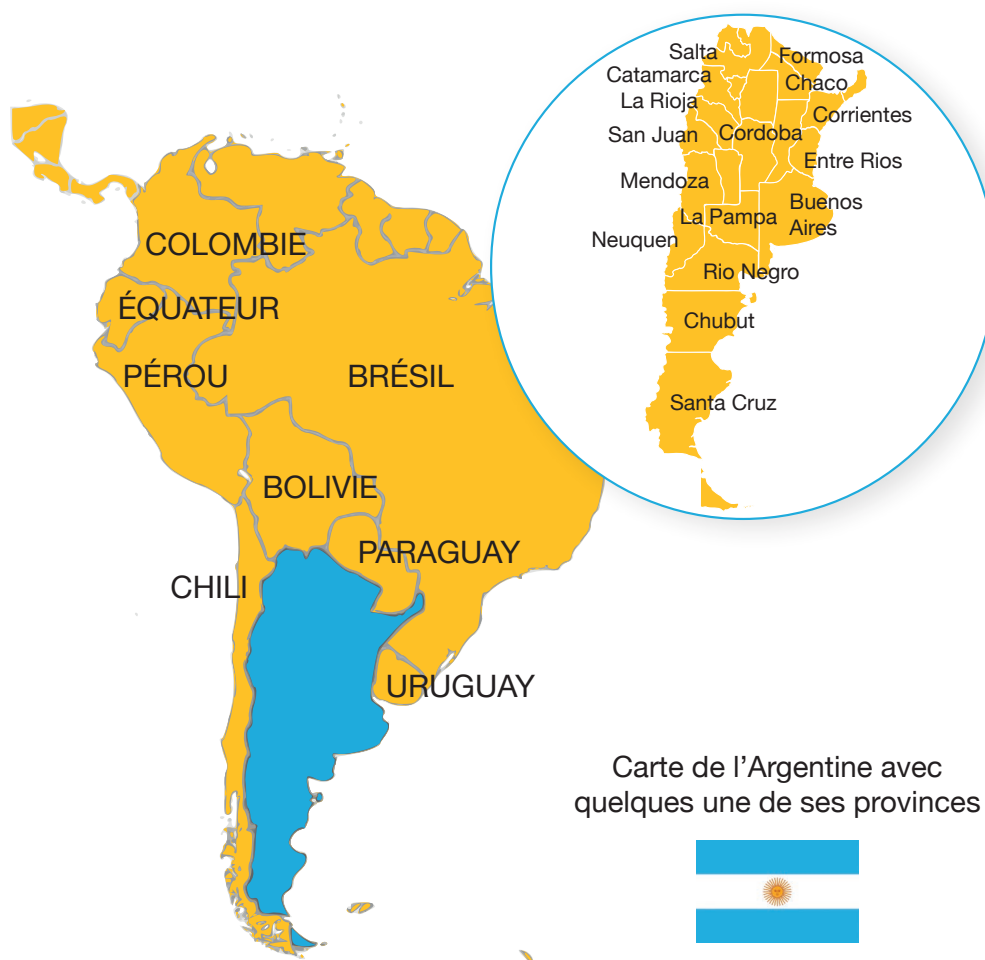 Salta
Formosa
Catamarca
Chaco
La Rioja
Corrientes
San Juan
Cordoba
Entre Rios
Mendoza
Buenos
Aires
La Pampa
Neuquen
Rio Negro
Chubut
Santa Cruz
COLOMBIE
ÉQUATEUR
PÉROU
BRÉSIL
BOLIVIE
PARAGUAY
CHILI
URUGUAY
Carte de l’Argentine avec
quelques une de ses provinces